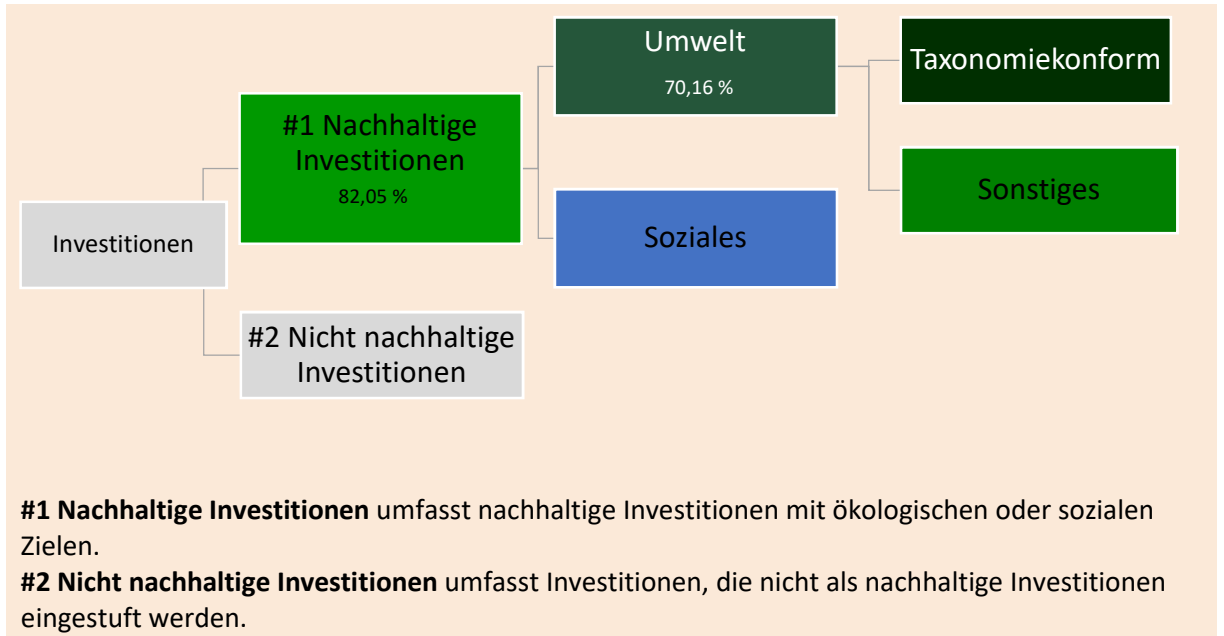 Investitionen
#1 Nachhaltige
Investitionen
82,05 %
#2 Nicht nachhaltige
Investitionen
Umwelt
70,16 %
Soziales
Taxonomiekonform
Sonstiges
#1 Nachhaltige Investitionen umfasst nachhaltige Investitionen mit ökologischen oder sozialen
Zielen.
#2 Nicht nachhaltige Investitionen umfasst Investitionen, die nicht als nachhaltige Investitionen
eingestuft werden.